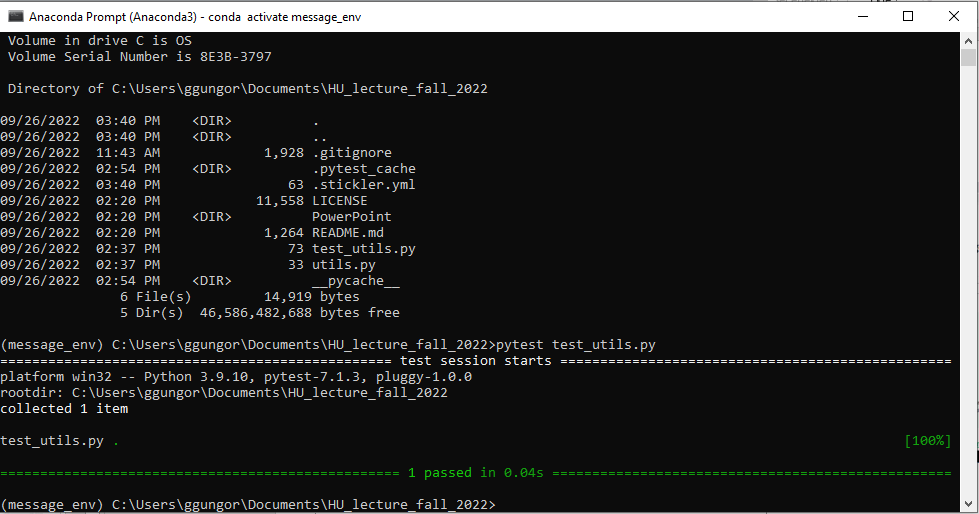 Anaconda Prompt (Anaconda3) - conda  activate message_env
 Volume in drive C is OS
 Volume Serial Number is 8E3B-3797
 Directory of C:\Users\ggungor\Documents\HU_lecture_fall_2022
09/26/2022  03:40 PM    <DIR>          .
09/26/2022  03:40 PM    <DIR>          ..
09/26/2022  11:43 AM             1,928 .gitignore
09/26/2022  02:54 PM    <DIR>          .pytest_cache
09/26/2022  03:40 PM                63 .stickler.yml
09/26/2022  02:20 PM            11,558 LICENSE
09/26/2022  02:20 PM    <DIR>          PowerPoint
09/26/2022  02:20 PM             1,264 README.md
09/26/2022  02:37 PM                73 test_utils.py
09/26/2022  02:37 PM                33 utils.py
09/26/2022  02:54 PM    <DIR>          __pycache__
               6 File(s)         14,919 bytes
               5 Dir(s)  46,586,482,688 bytes free
(message_env) C:\Users\ggungor\Documents\HU_lecture_fall_2022>pytest test_utils.py
================================================= test session starts =================================================
platform win32 -- Python 3.9.10, pytest-7.1.3, pluggy-1.0.0
rootdir: C:\Users\ggungor\Documents\HU_lecture_fall_2022
collected 1 item
test_utils.py .                                                                                                  [100%]
================================================== 1 passed in 0.04s ==================================================
(message_env) C:\Users\ggungor\Documents\HU_lecture_fall_2022>